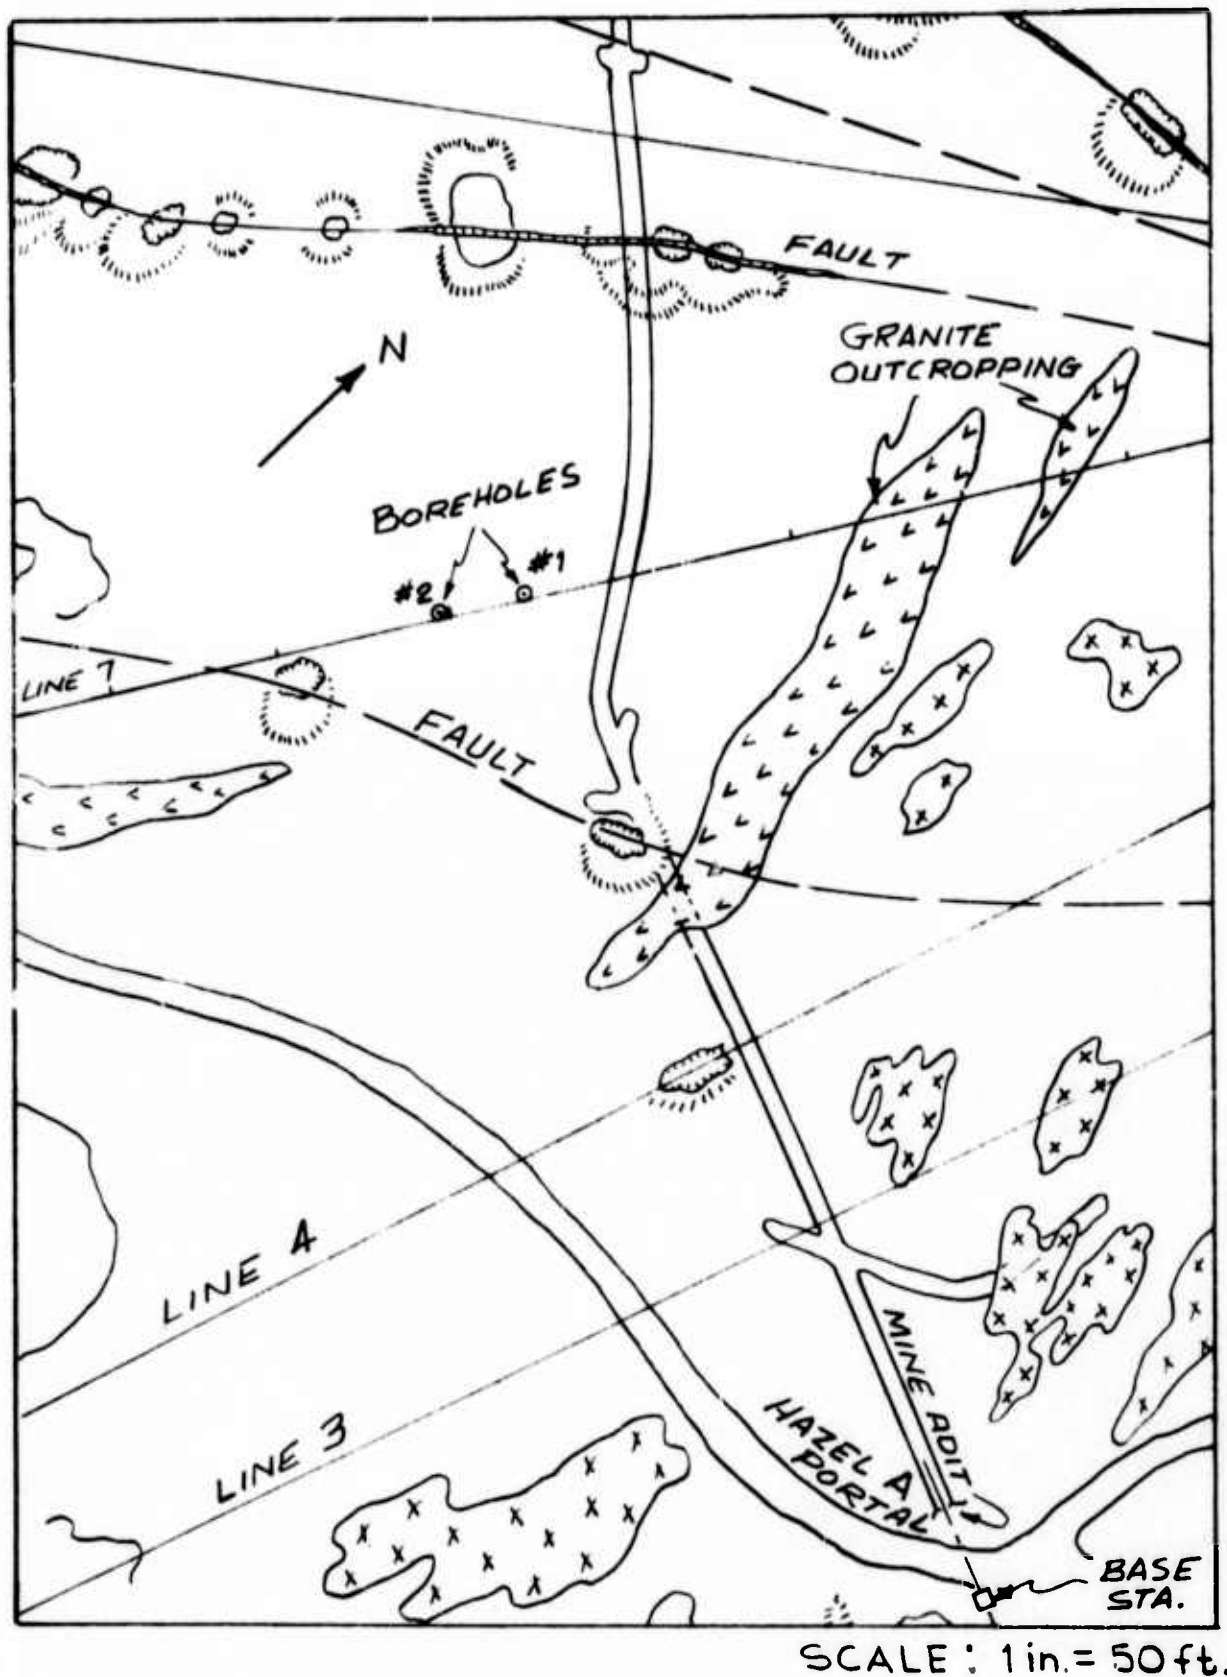 FAULT
N
GRANITE
OUTCROPPING
BOREHOLES
#2
#1
LINE 7
FAULT
LINE 4
LINE 3
MINE ADIT
HAZEL A
PORTAL
BASE
STA.
SCALE: 1 in. = 50 ft.